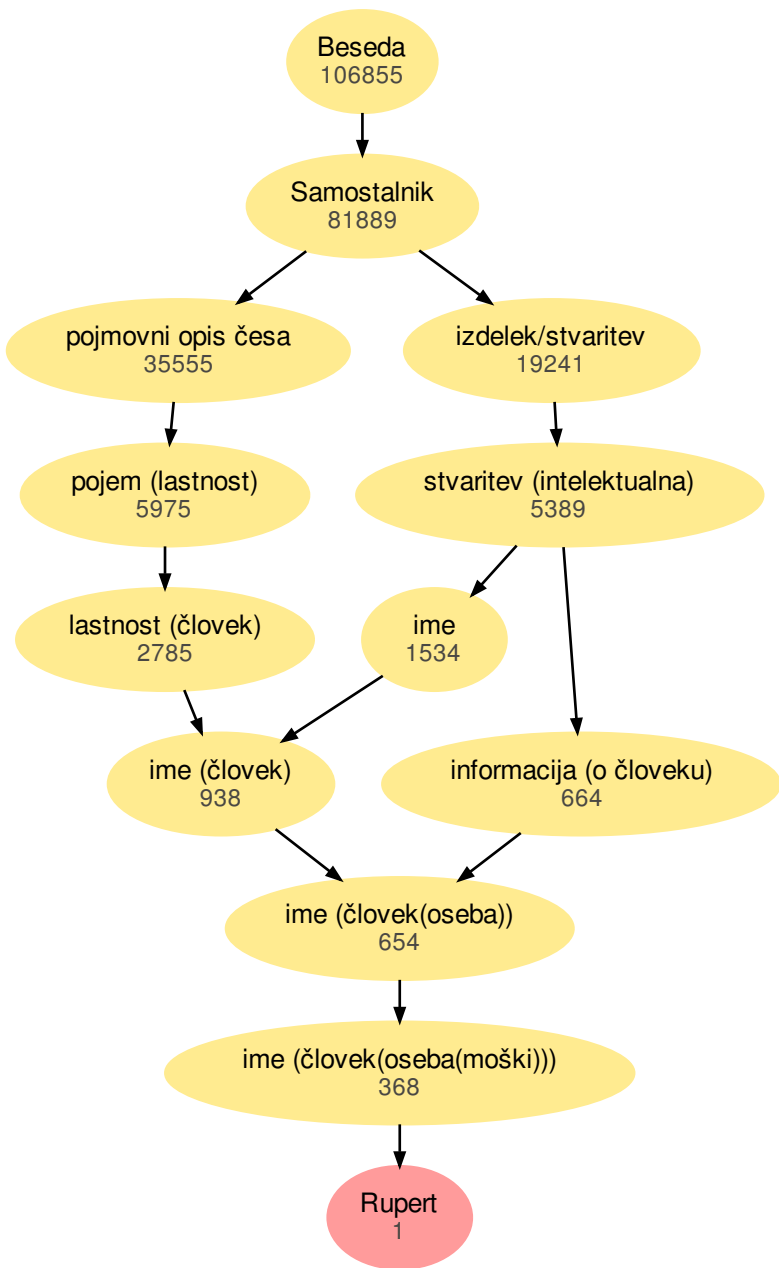 Beseda
106855
Samostalnik
81889
pojmovni opis česa
35555
izdelek/stvaritev
19241
pojem (lastnost)
5975
stvaritev (intelektualna)
5389
lastnost (človek)
2785
ime
1534
ime (človek)
938
informacija (o človeku)
664
ime (človek(oseba))
654
ime (človek(oseba(moški)))
368
Rupert
1